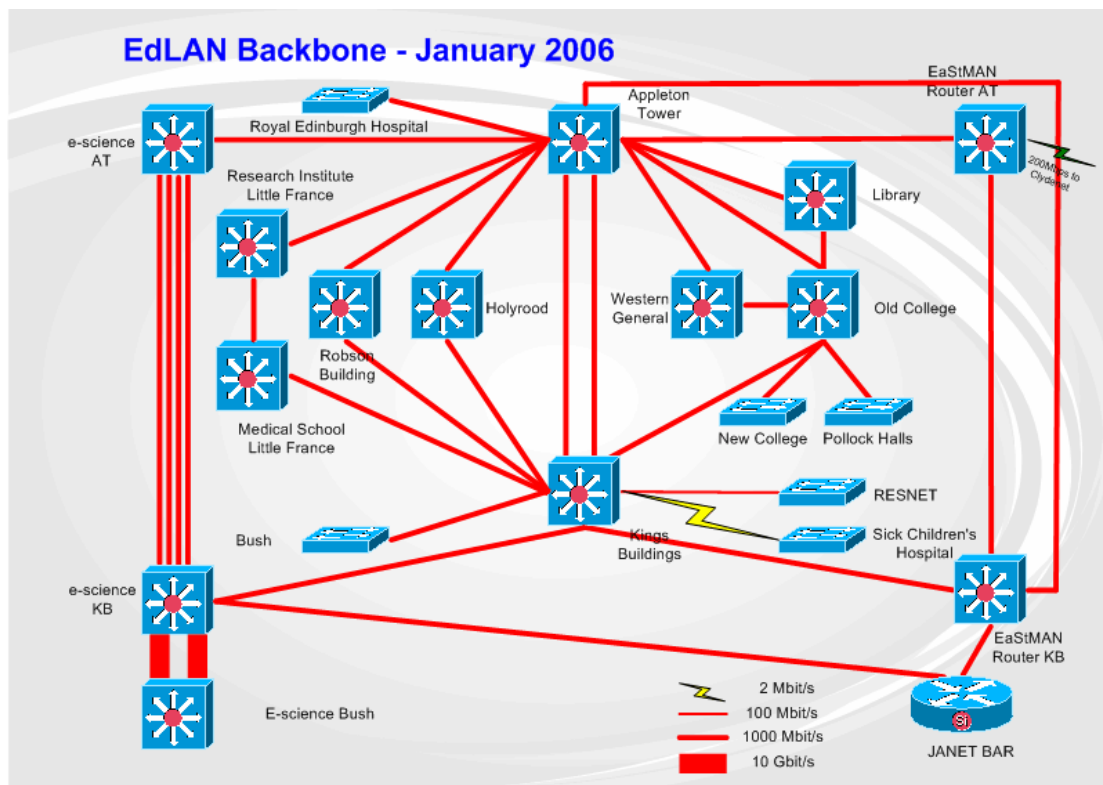 EdLAN Backbone - January 2006
EaStMAN
Router AT
Appleton
Tower
Royal Edinburgh Hospital
e-science
AT
200Mbps to
Clydenet
Research Institute
Little France
Library
Western
General
Old College
Holyrood
Robson
Building
Medical School
Little France
New College
Pollock Halls
RESNET
Bush
Kings
Buildings
Sick Children's
Hospital
e-science
KB
EaStMAN
Router KB
E-science Bush
2 Mbit/s
100 Mbit/s
1000 Mbit/s
10 Gbit/s
Si
JANET BAR